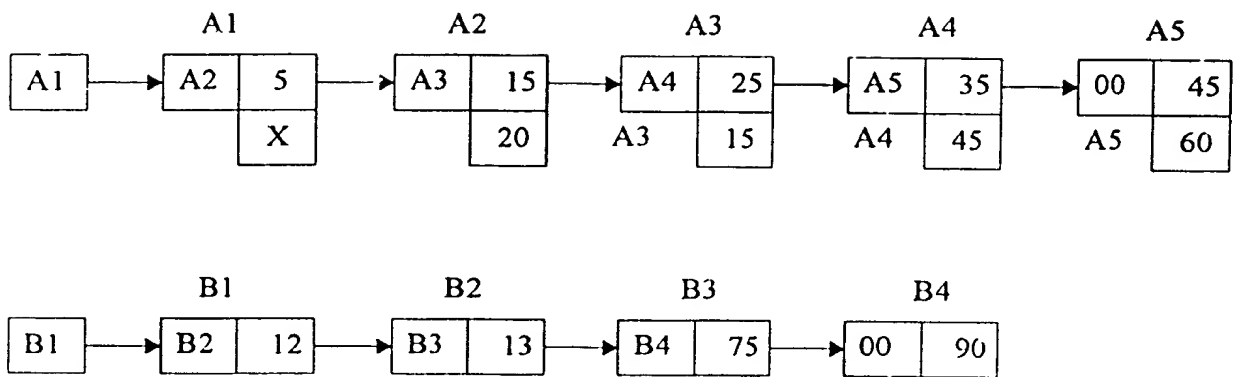 A1 A2 A3 A4 A5
A1 A2 5 A3 15 A4 25 A5 35 00 45
X 20 A3 15 A4 45 A5 60
B1 B2 B3 B4
B1 B2 12 B3 13 B4 75 00 90